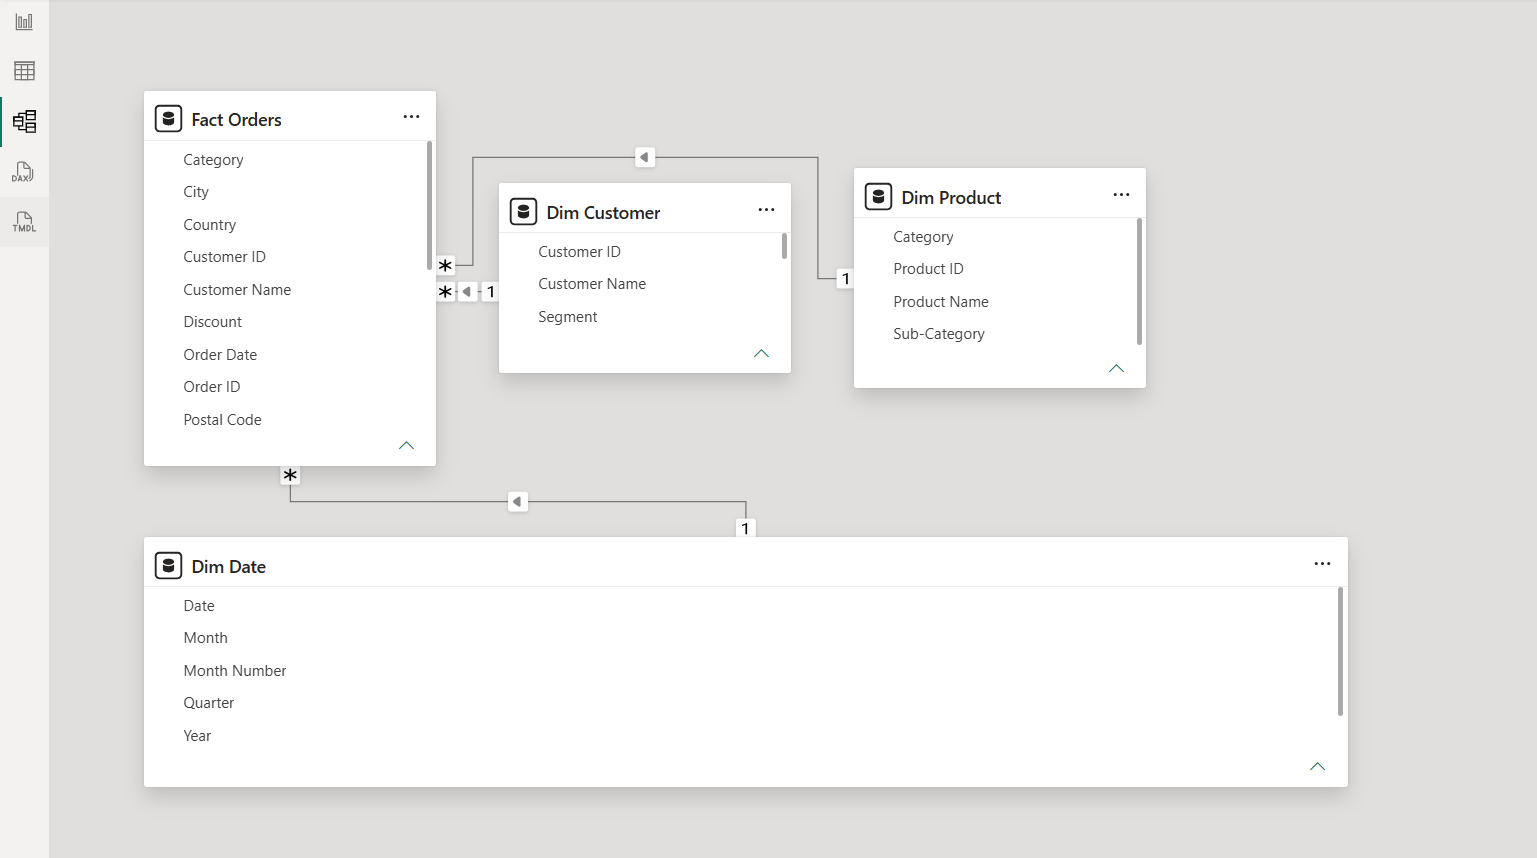 DAX
TMDL
Fact Orders
Category
City
Country
Customer ID
Customer Name
Discount
Order Date
Order ID
Postal Code
*
*
1
Dim Customer
Customer ID
Customer Name
Segment
1
Dim Product
Category
Product ID
Product Name
Sub-Category
*
1
Dim Date
Date
Month
Month Number
Quarter
Year